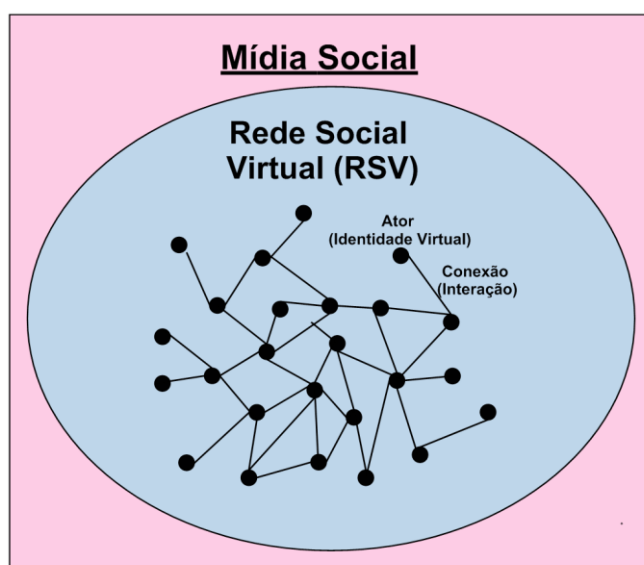 Mídia Social
Rede Social
Virtual (RSV)
Ator
(Identidade Virtual)
Conexão
(Interação)